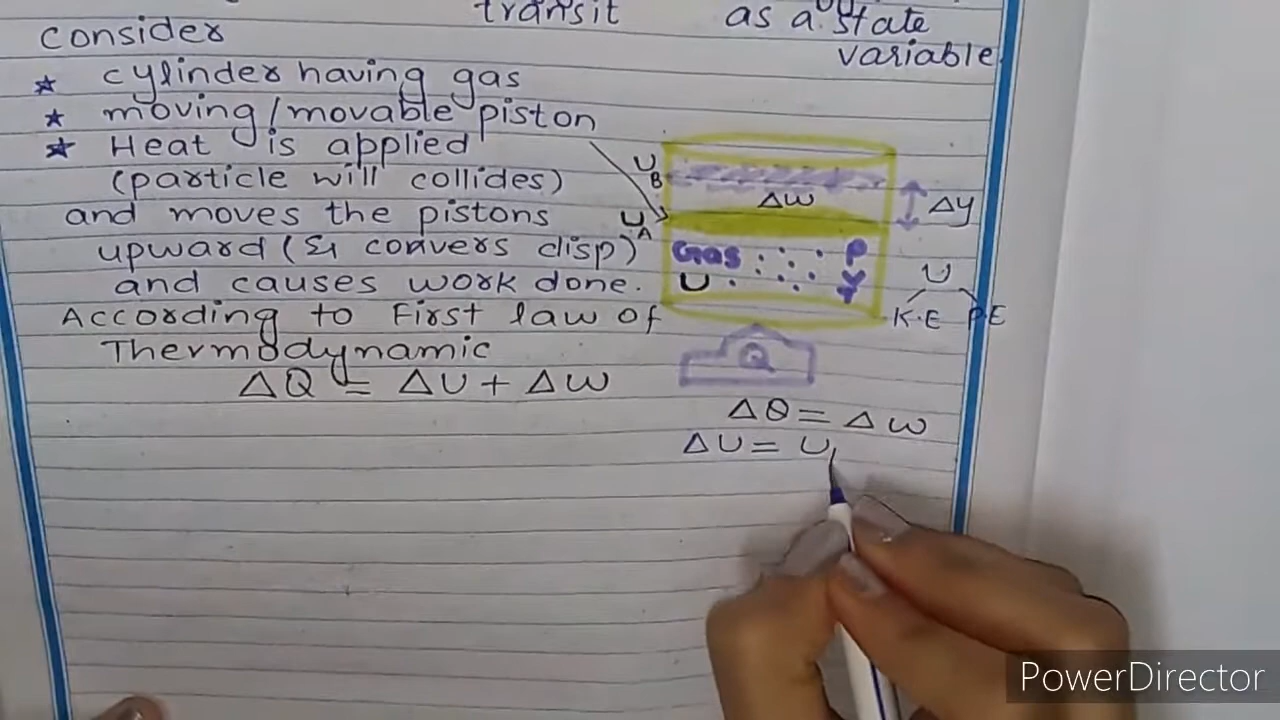 transit as a state
consider variable
★ cylinder having gas
★ moving/movable piston
★ Heat is applied
(particle will collides)
and moves the pistons
upward (& convers disp)
and causes work done.
According to First law of
Thermodynamic
ΔQ = ΔU + ΔW
U_B
ΔW
Δy
U_A
Gas P
U V
T
U
K.E P.E
Q
ΔQ = ΔW
ΔU = U
PowerDirector